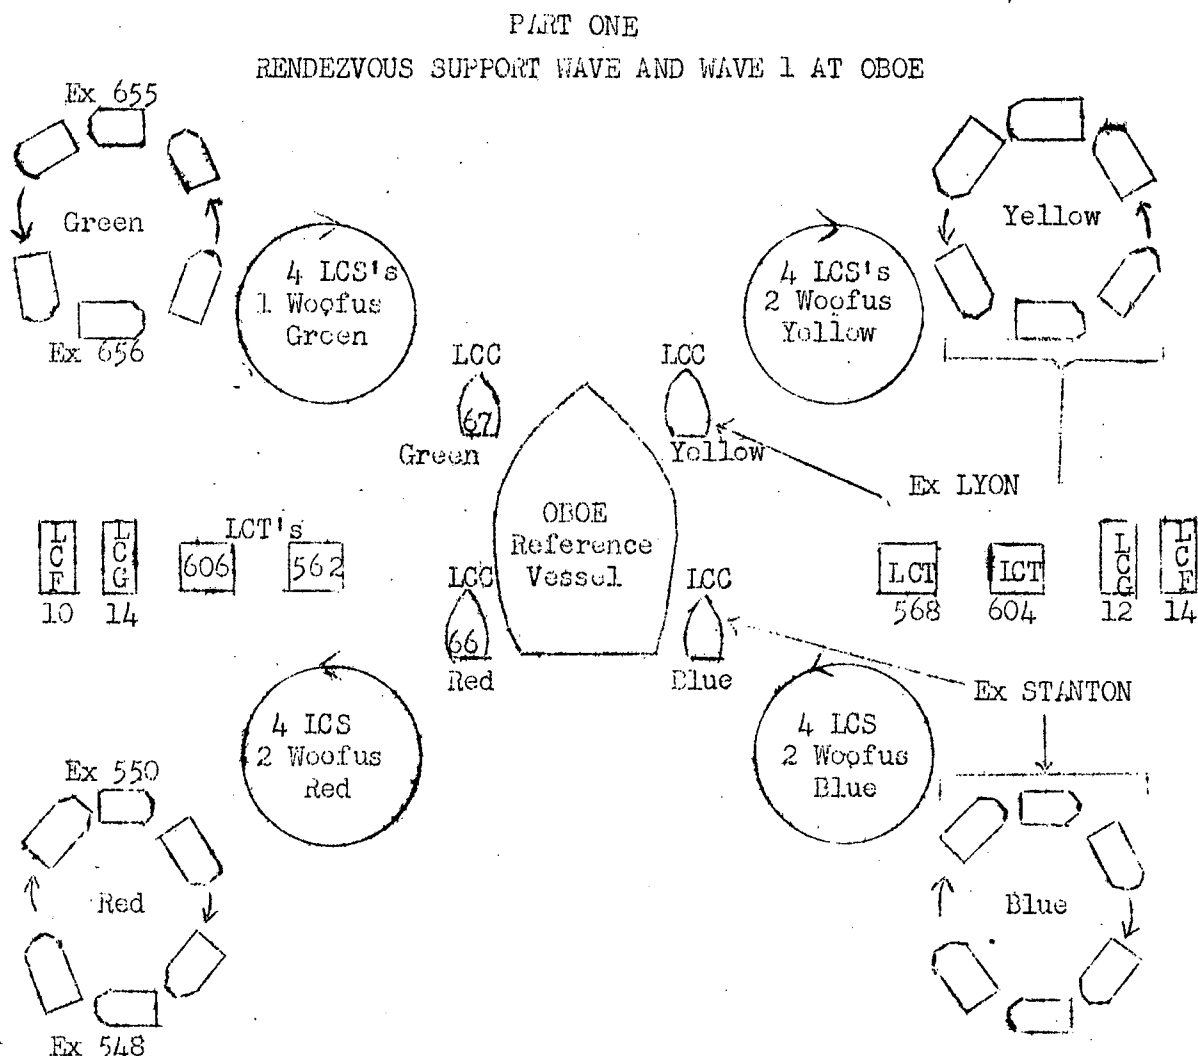 PART ONE
RENDEZVOUS SUPPORT WAVE AND WAVE 1 AT OBOE
Ex 655
Green
Ex 656
4 LCS's
1 Woofus
Green
4 LCS's
2 Woofus
Yellow
Yellow
LCC
67
Green
LCC
Yellow
Ex LYON
OBOE
Reference
Vessel
LCF
10
LCG
14
LCT's
606
562
LCC
66
Red
LCC
Blue
LCT
568
LCT
604
LCG
12
LCF
14
Ex STANTON
4 LCS
2 Woofus
Red
4 LCS
2 Woofus
Blue
Ex 550
Red
Ex 548
Blue